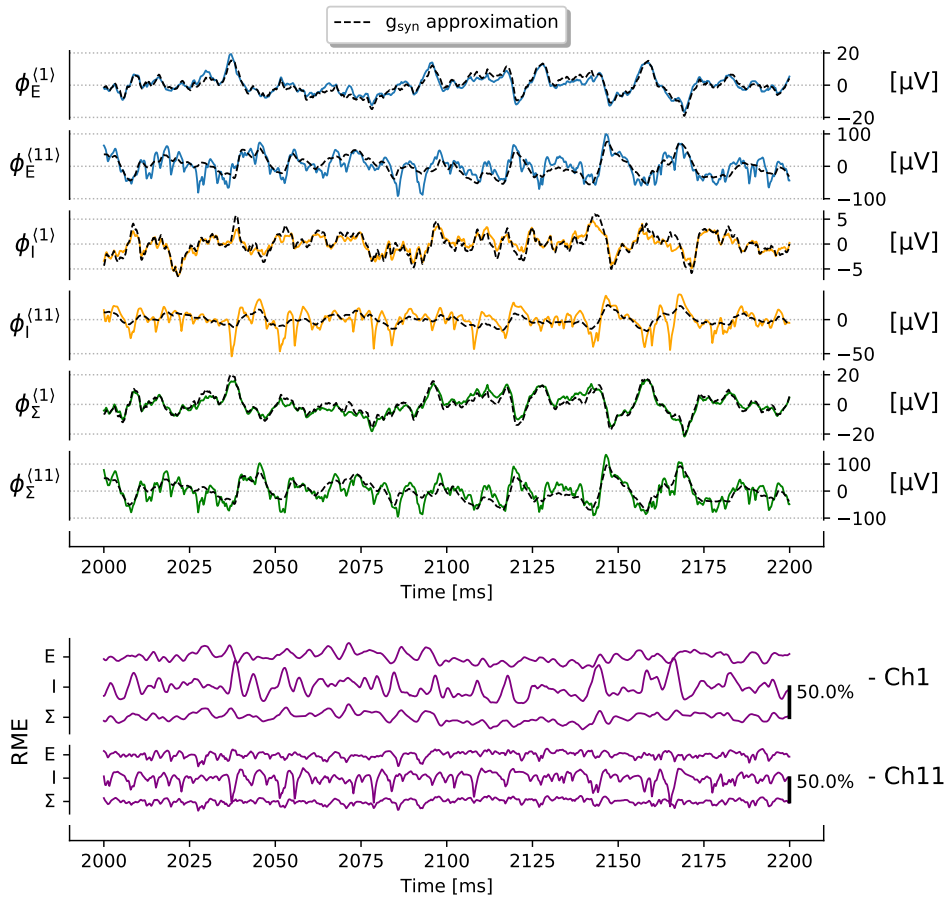 g_syn approximation
ϕ_E^(1) 20 0 −20 [μV]
ϕ_E^(11) 100 0 −100 [μV]
ϕ_I^(1) 5 0 −5 [μV]
ϕ_I^(11) 0 −50 [μV]
ϕ_Σ^(1) 20 0 −20 [μV]
ϕ_Σ^(11) 100 0 −100 [μV]
2000 2025 2050 2075 2100 2125 2150 2175 2200
Time [ms]
RME
E
I
Σ
50.0% - Ch1
E
I
Σ
50.0% - Ch11
2000 2025 2050 2075 2100 2125 2150 2175 2200
Time [ms]